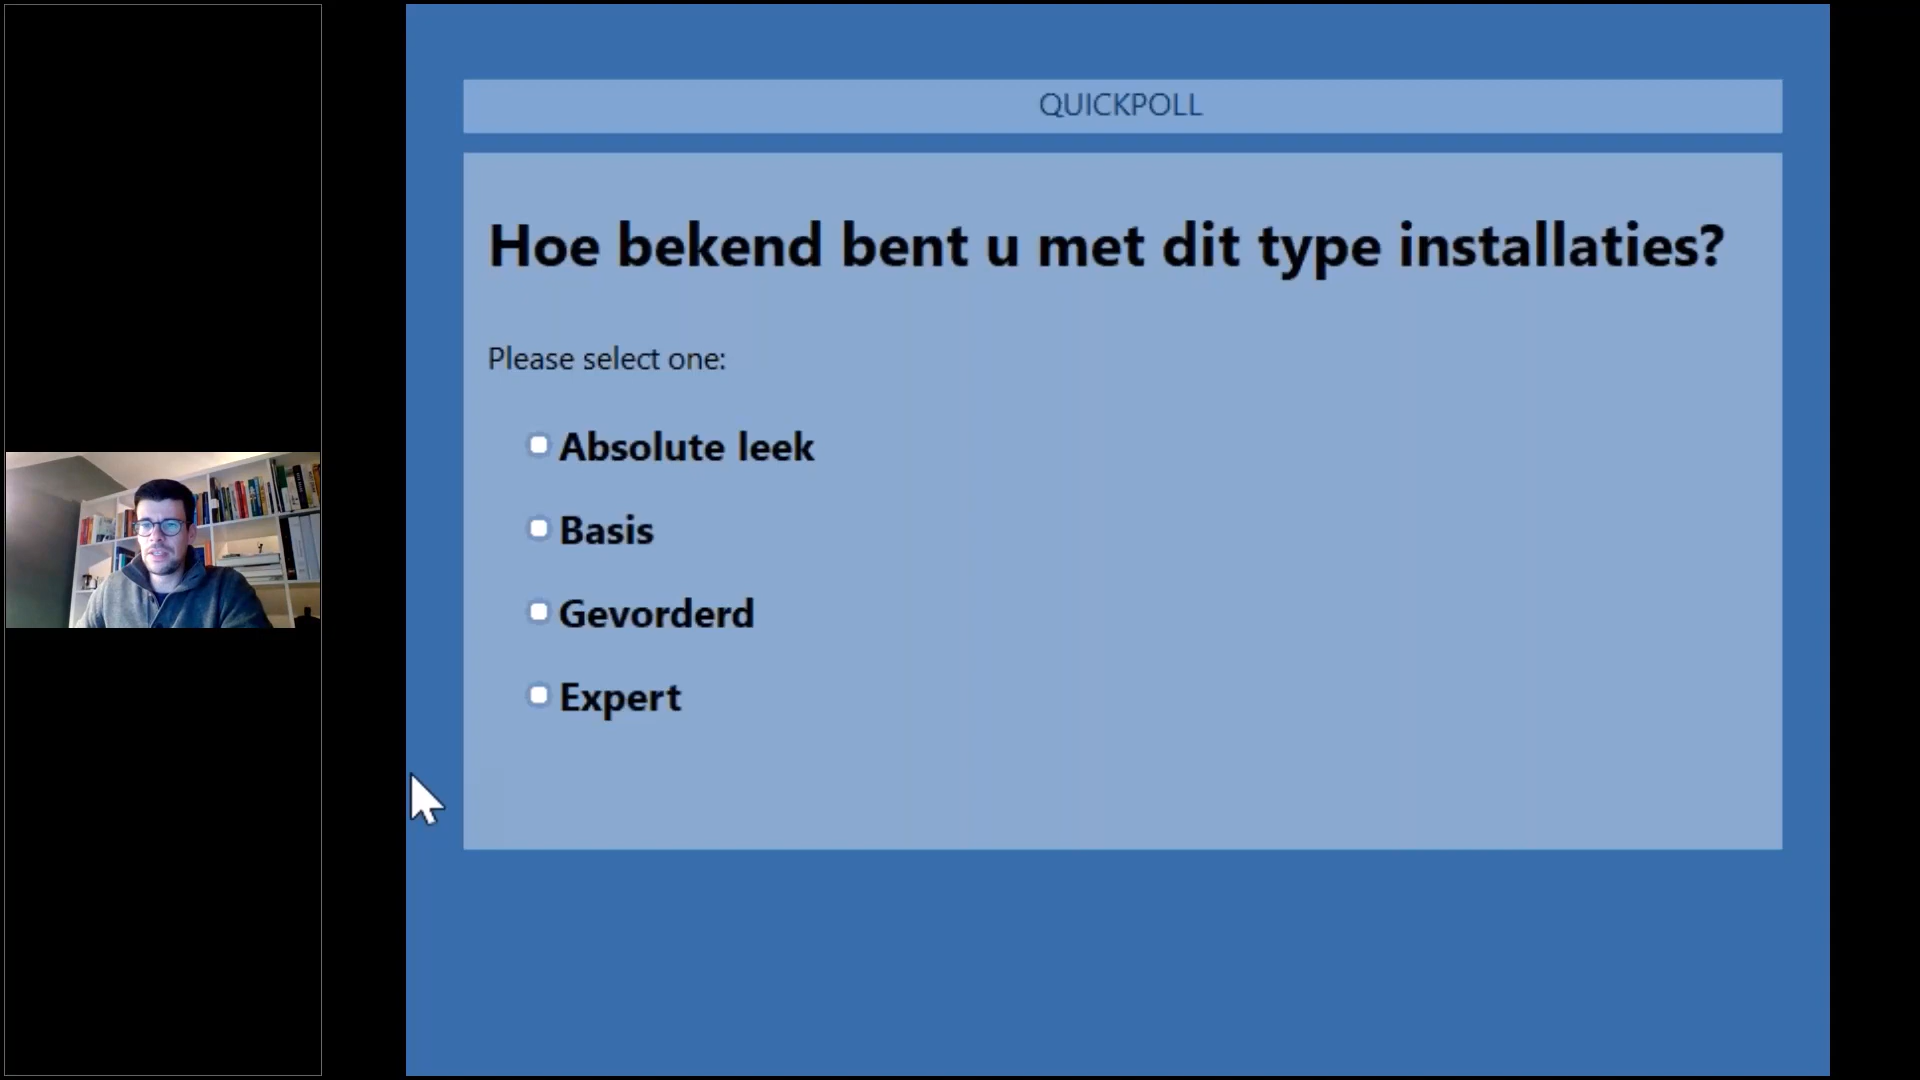 QUICKPOLL
Hoe bekend bent u met dit type installaties?
Please select one:
Absolute leek
Basis
Gevorderd
Expert